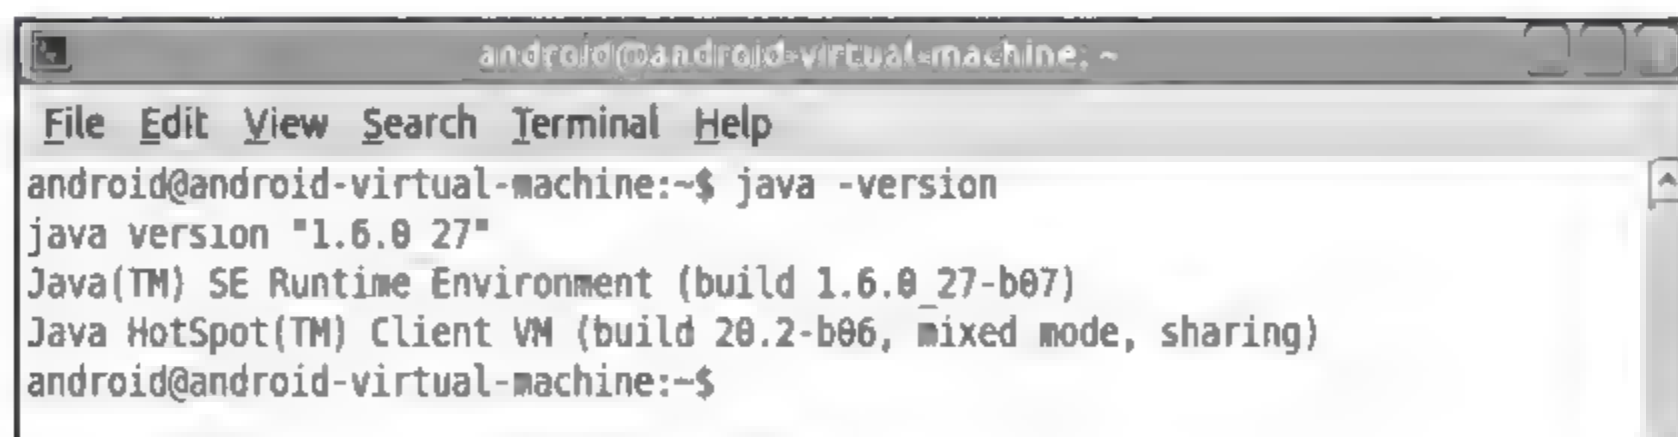 android@android-virtual-machine: ~
File Edit View Search Terminal Help
android@android-virtual-machine:~$ java -version
java version "1.6.0_27"
Java(TM) SE Runtime Environment (build 1.6.0_27-b07)
Java HotSpot(TM) Client VM (build 20.2-b06, mixed mode, sharing)
android@android-virtual-machine:~$